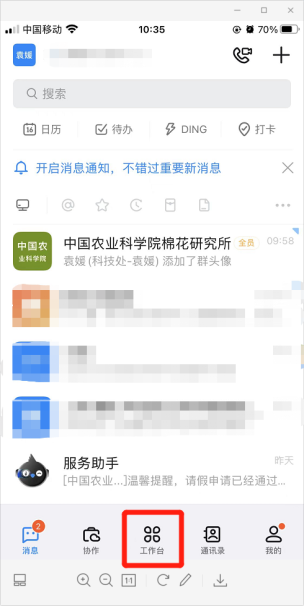 中国移动 10:35 70%
袁媛
搜索
日历 待办 DING 打卡
16
开启消息通知，不错过重要新消息
中国农
业科学院
中国农业科学院棉花研究所 全员 09:58
袁媛(科技处-袁媛) 添加了群头像
服务助手 昨天
[中国农业...]温馨提醒，请假申请已经通过...
2
消息 协作 工作台 通讯录 我的
1:1